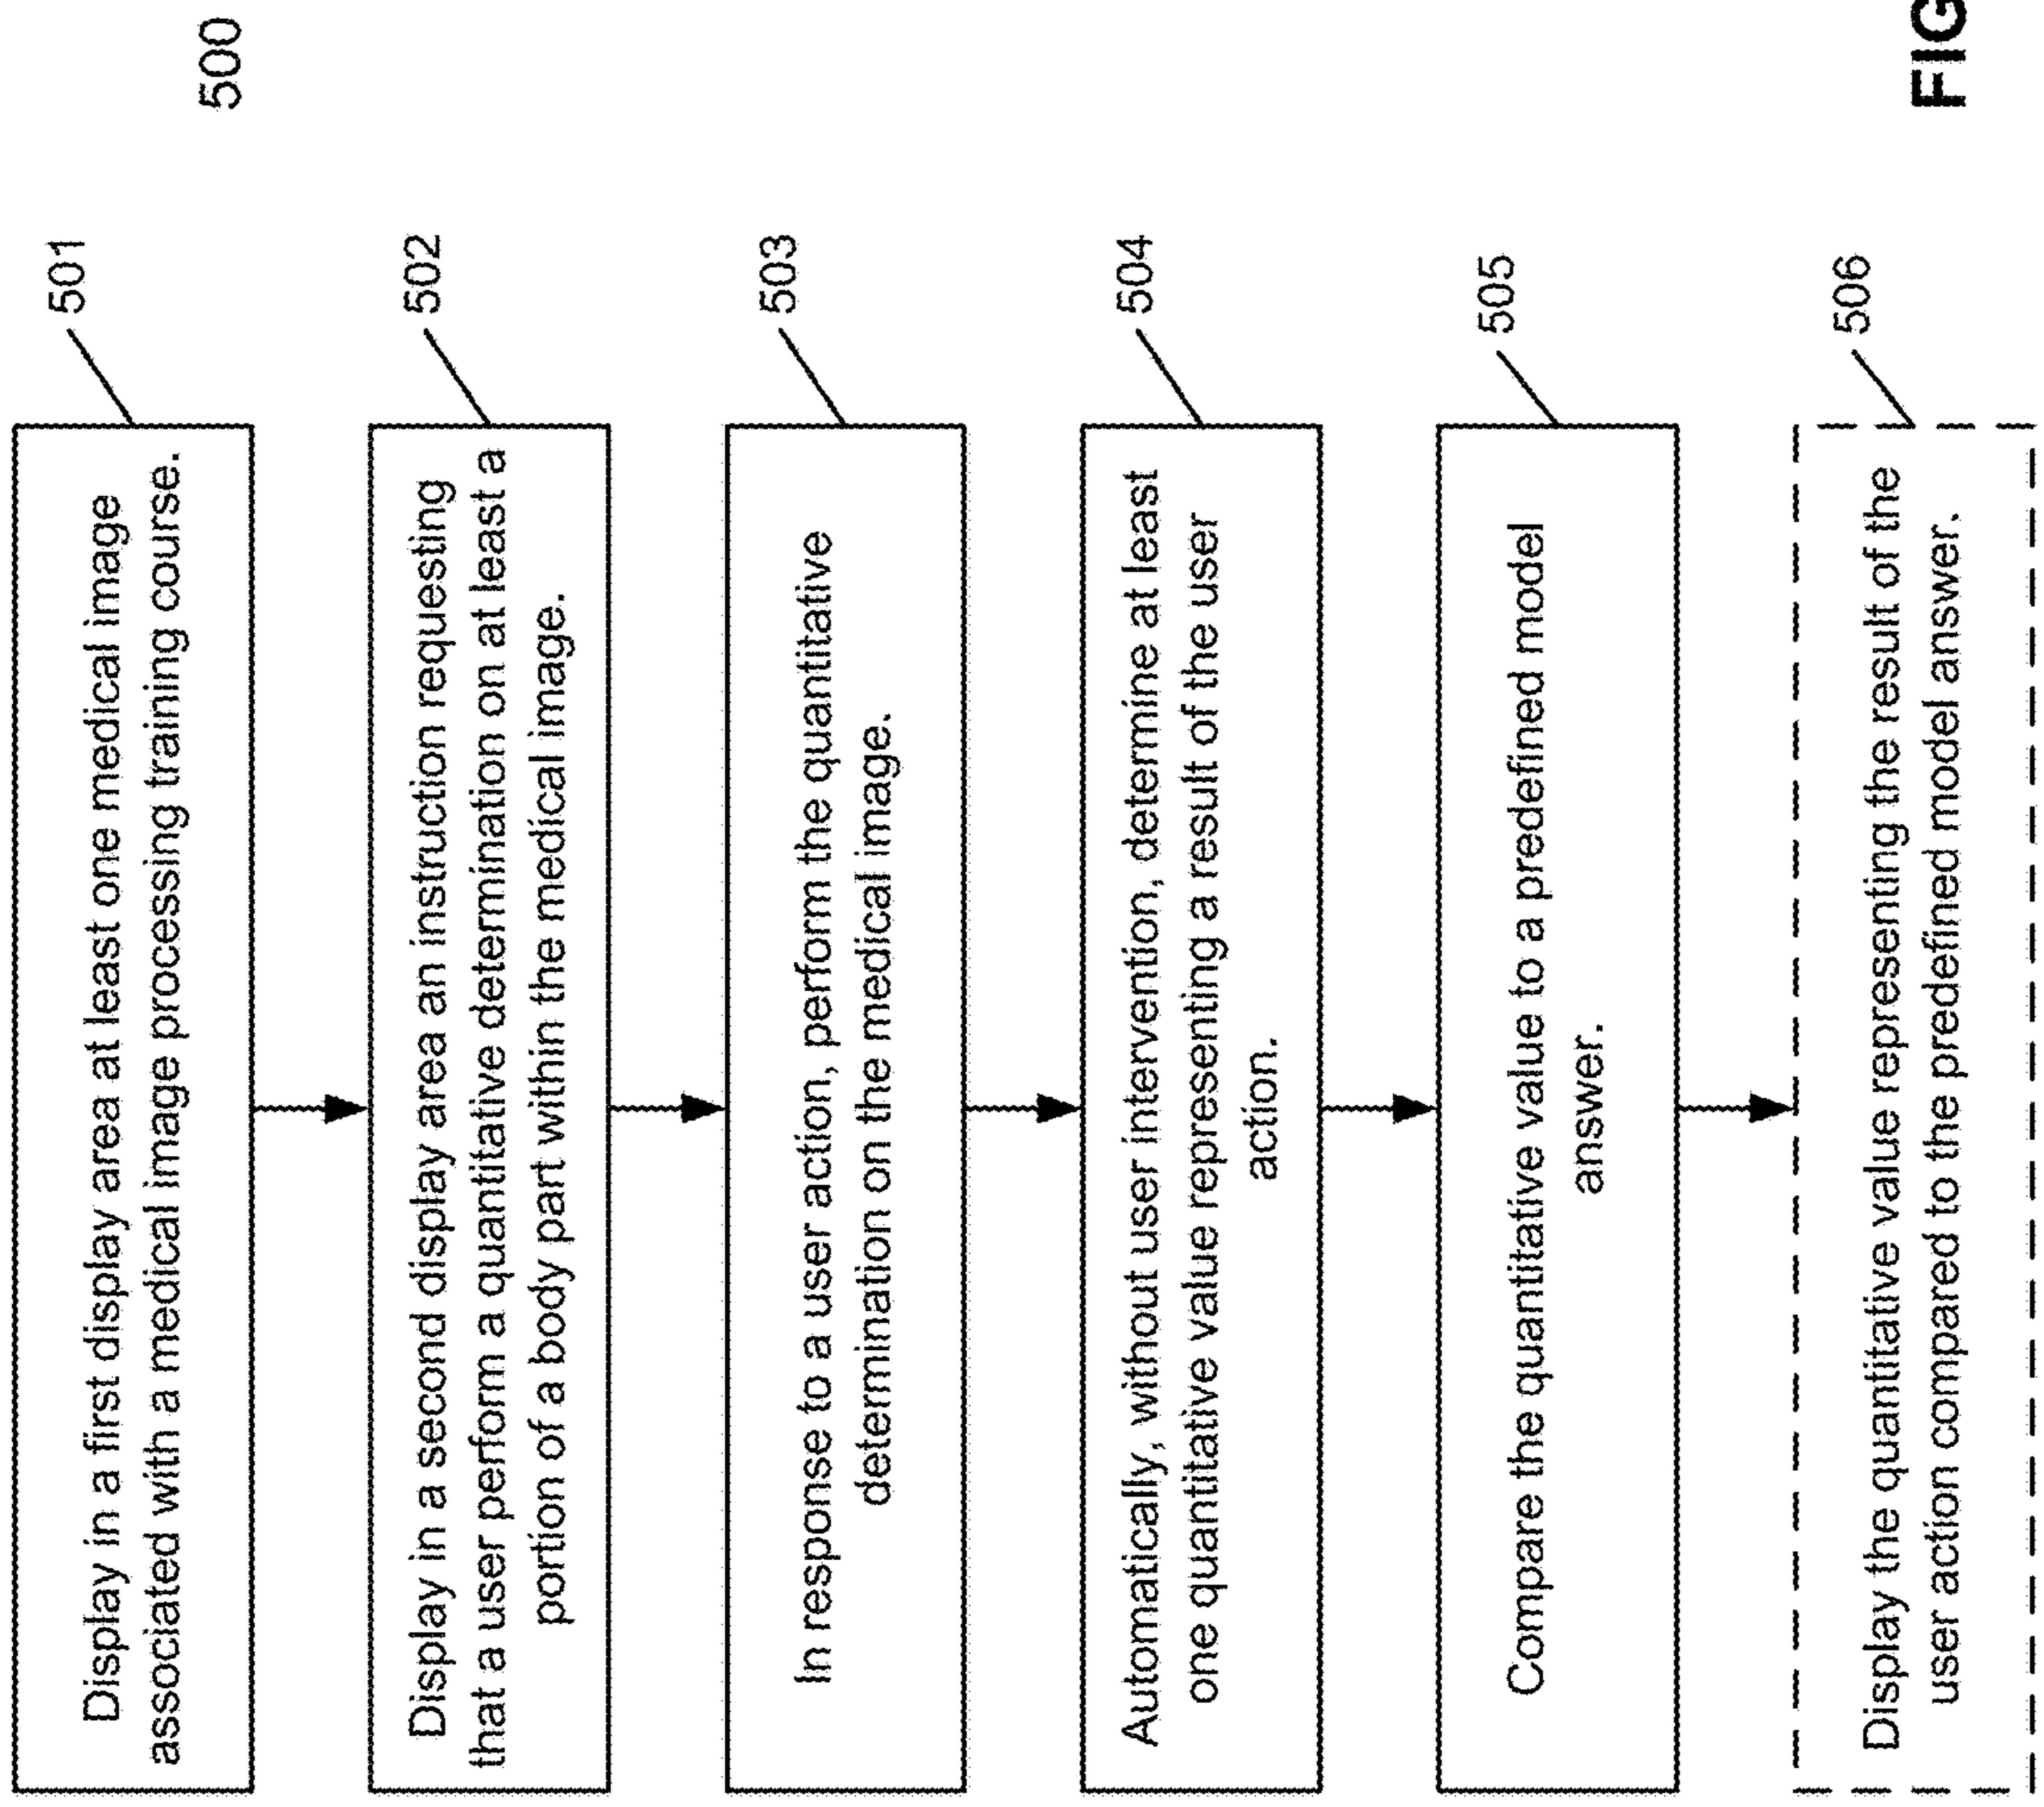 500
Display in a first display area at least one medical image
associated with a medical image processing training course.
501
Display in a second display area an instruction requesting
that a user perform a quantitative determination on at least a
portion of a body part within the medical image.
502
In response to a user action, perform the quantitative
determination on the medical image.
503
Automatically, without user intervention, determine at least
one quantitative value representing a result of the user
action.
504
Compare the quantitative value to a predefined model
answer.
505
Display the quantitative value representing the result of the
user action compared to the predefined model answer.
506
FIG